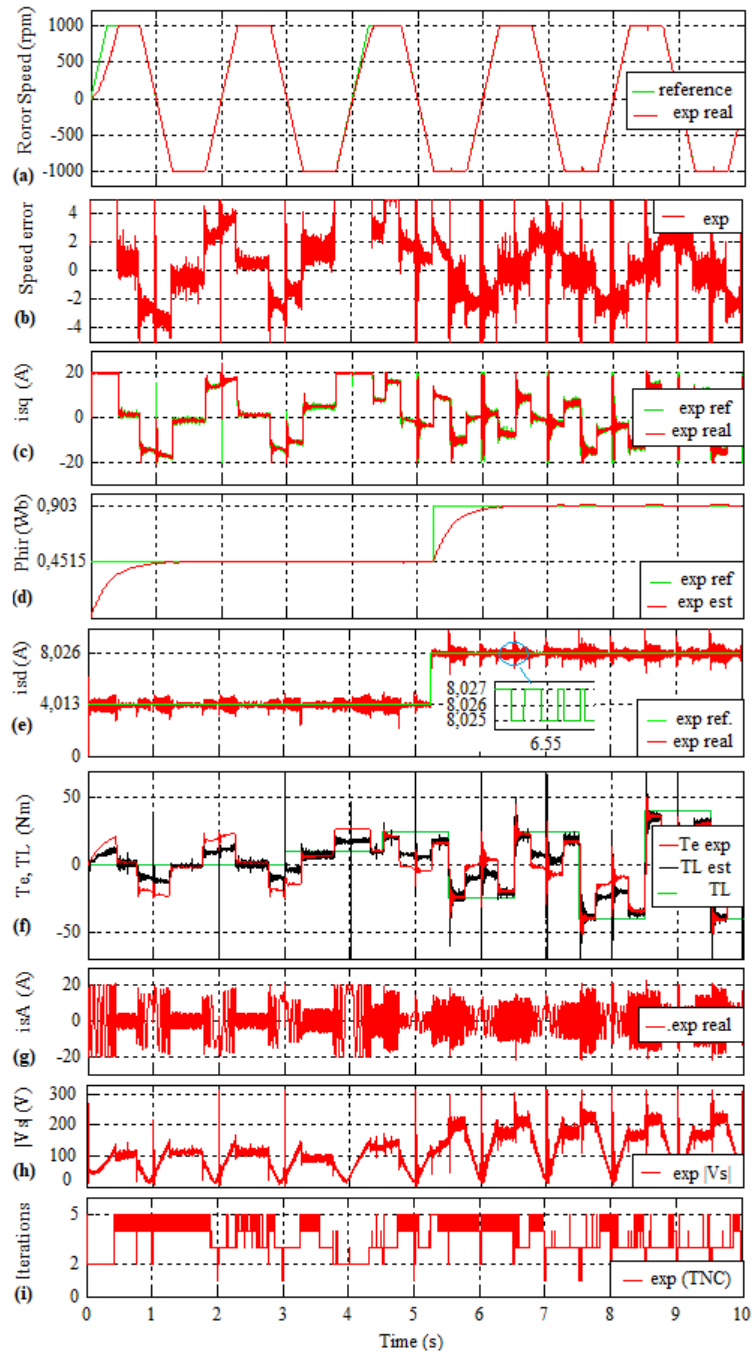 1000
500
0
-500
-1000
Roror Speed (rpm)
(a)
reference
exp real
4
2
0
-2
-4
Speed error
(b)
exp
20
0
-20
isq (A)
(c)
exp ref
exp real
0,903
0,4515
Phir (Wb)
(d)
exp ref
exp est
8,026
4,013
0
isd (A)
(e)
8,027
8,026
8,025
6.55
exp ref.
exp real
50
0
-50
Te, TL (Nm)
(f)
Te exp
TL est
TL
20
0
-20
isA (A)
(g)
.exp real
300
200
100
0
|Vs| (V)
(h)
exp |Vs|
5
2
0
Iterations
(i)
exp (TNC)
0 1 2 3 4 5 6 7 8 9 10
Time (s)